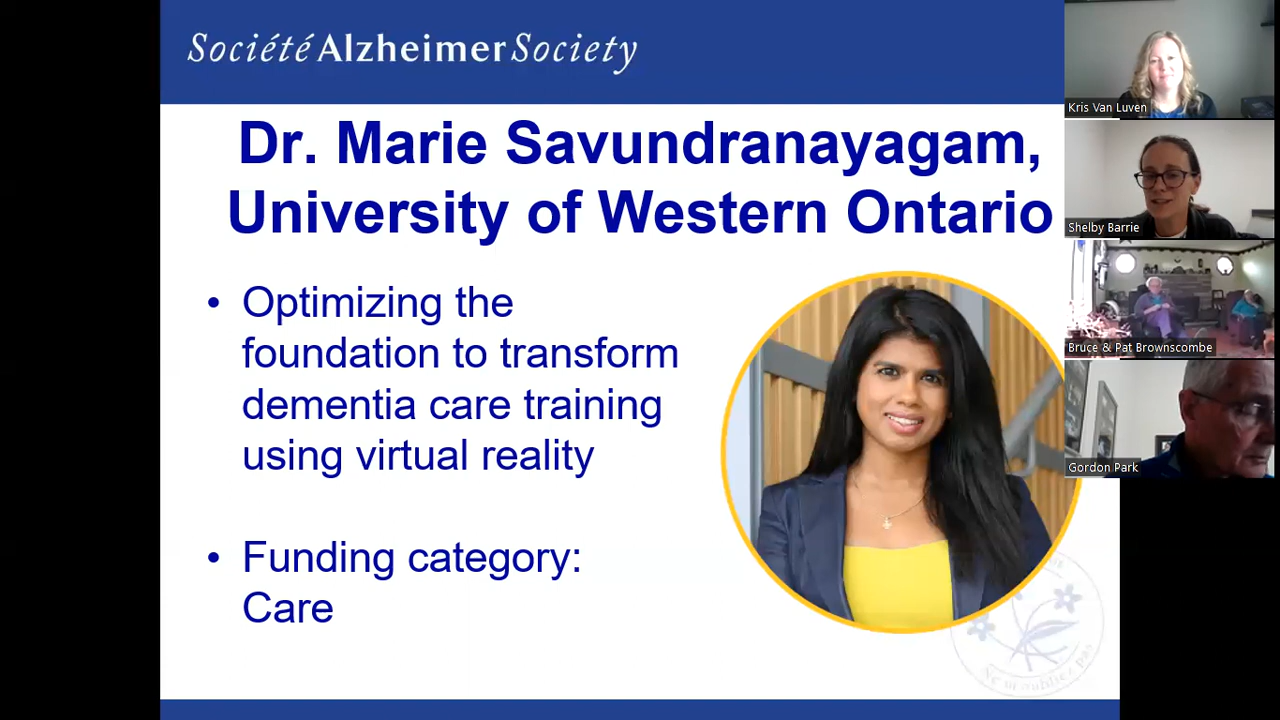 Société Alzheimer Society
Dr. Marie Savundranayagam,
University of Western Ontario
• Optimizing the
foundation to transform
dementia care training
using virtual reality
• Funding category:
Care
Kris Van Luven
Shelby Barrie
Bruce & Pat Brownscombe
Gordon Park